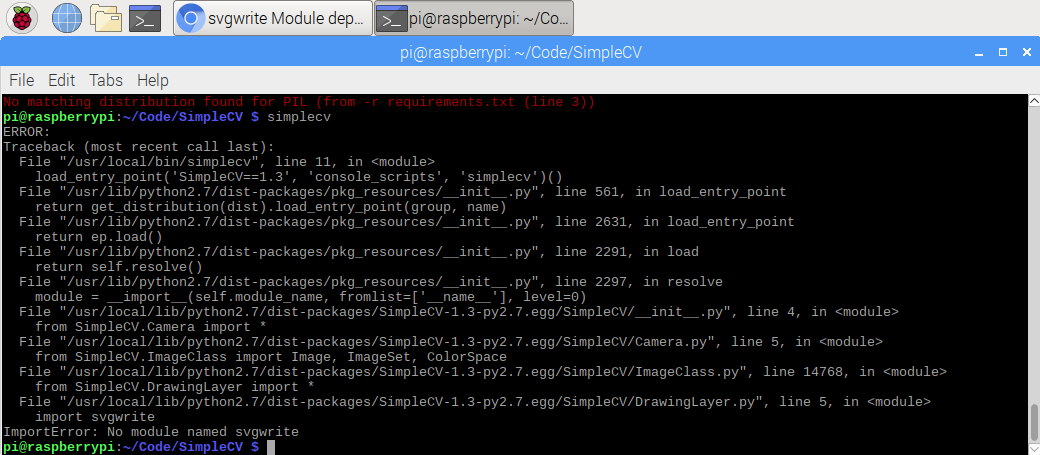 svgwrite Module dep...
pi@raspberrypi: ~/Co...
pi@raspberrypi: ~/Code/SimpleCV
File Edit Tabs Help
No matching distribution found for PIL (from -r requirements.txt (line 3))
pi@raspberrypi:~/Code/SimpleCV $ simplecv
ERROR:
Traceback (most recent call last):
  File "/usr/local/bin/simplecv", line 11, in <module>
    load_entry_point('SimpleCV==1.3', 'console_scripts', 'simplecv')()
  File "/usr/lib/python2.7/dist-packages/pkg_resources/__init__.py", line 561, in load_entry_point
    return get_distribution(dist).load_entry_point(group, name)
  File "/usr/lib/python2.7/dist-packages/pkg_resources/__init__.py", line 2631, in load_entry_point
    return ep.load()
  File "/usr/lib/python2.7/dist-packages/pkg_resources/__init__.py", line 2291, in load
    return self.resolve()
  File "/usr/lib/python2.7/dist-packages/pkg_resources/__init__.py", line 2297, in resolve
    module = __import__(self.module_name, fromlist=['__name__'], level=0)
  File "/usr/local/lib/python2.7/dist-packages/SimpleCV-1.3-py2.7.egg/SimpleCV/__init__.py", line 4, in <module>
    from SimpleCV.Camera import *
  File "/usr/local/lib/python2.7/dist-packages/SimpleCV-1.3-py2.7.egg/SimpleCV/Camera.py", line 5, in <module>
    from SimpleCV.ImageClass import Image, ImageSet, ColorSpace
  File "/usr/local/lib/python2.7/dist-packages/SimpleCV-1.3-py2.7.egg/SimpleCV/ImageClass.py", line 14768, in <module>
    from SimpleCV.DrawingLayer import *
  File "/usr/local/lib/python2.7/dist-packages/SimpleCV-1.3-py2.7.egg/SimpleCV/DrawingLayer.py", line 5, in <module>
    import svgwrite
ImportError: No module named svgwrite
pi@raspberrypi:~/Code/SimpleCV $